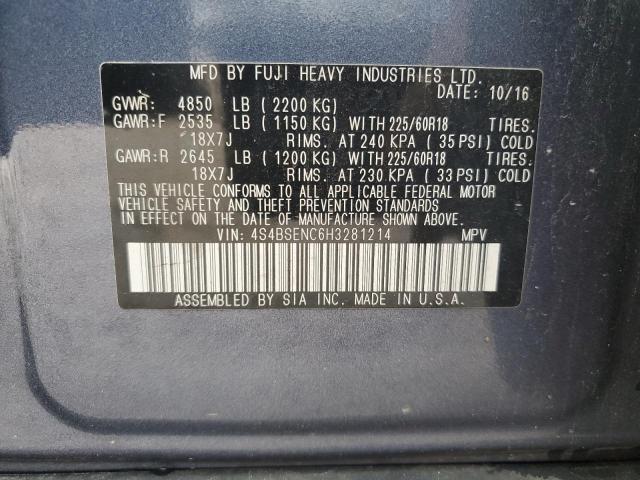 MFD BY FUJI HEAVY INDUSTRIES LTD.
DATE: 10/16
GVWR: 4850 LB (2200 KG)
GAWR:F 2535 LB (1150 KG) WITH 225/60R18 TIRES.
18X7J RIMS. AT 240 KPA (35 PSI) COLD
GAWR:R 2645 LB (1200 KG) WITH 225/60R18 TIRES.
18X7J RIMS. AT 230 KPA (33 PSI) COLD
THIS VEHICLE CONFORMS TO ALL APPLICABLE FEDERAL MOTOR
VEHICLE SAFETY AND THEFT PREVENTION STANDARDS
IN EFFECT ON THE DATE OF MANUFACTURE SHOWN ABOVE.
VIN: 4S4BSENC6H3281214 MPV
ASSEMBLED BY SIA INC. MADE IN U.S.A.